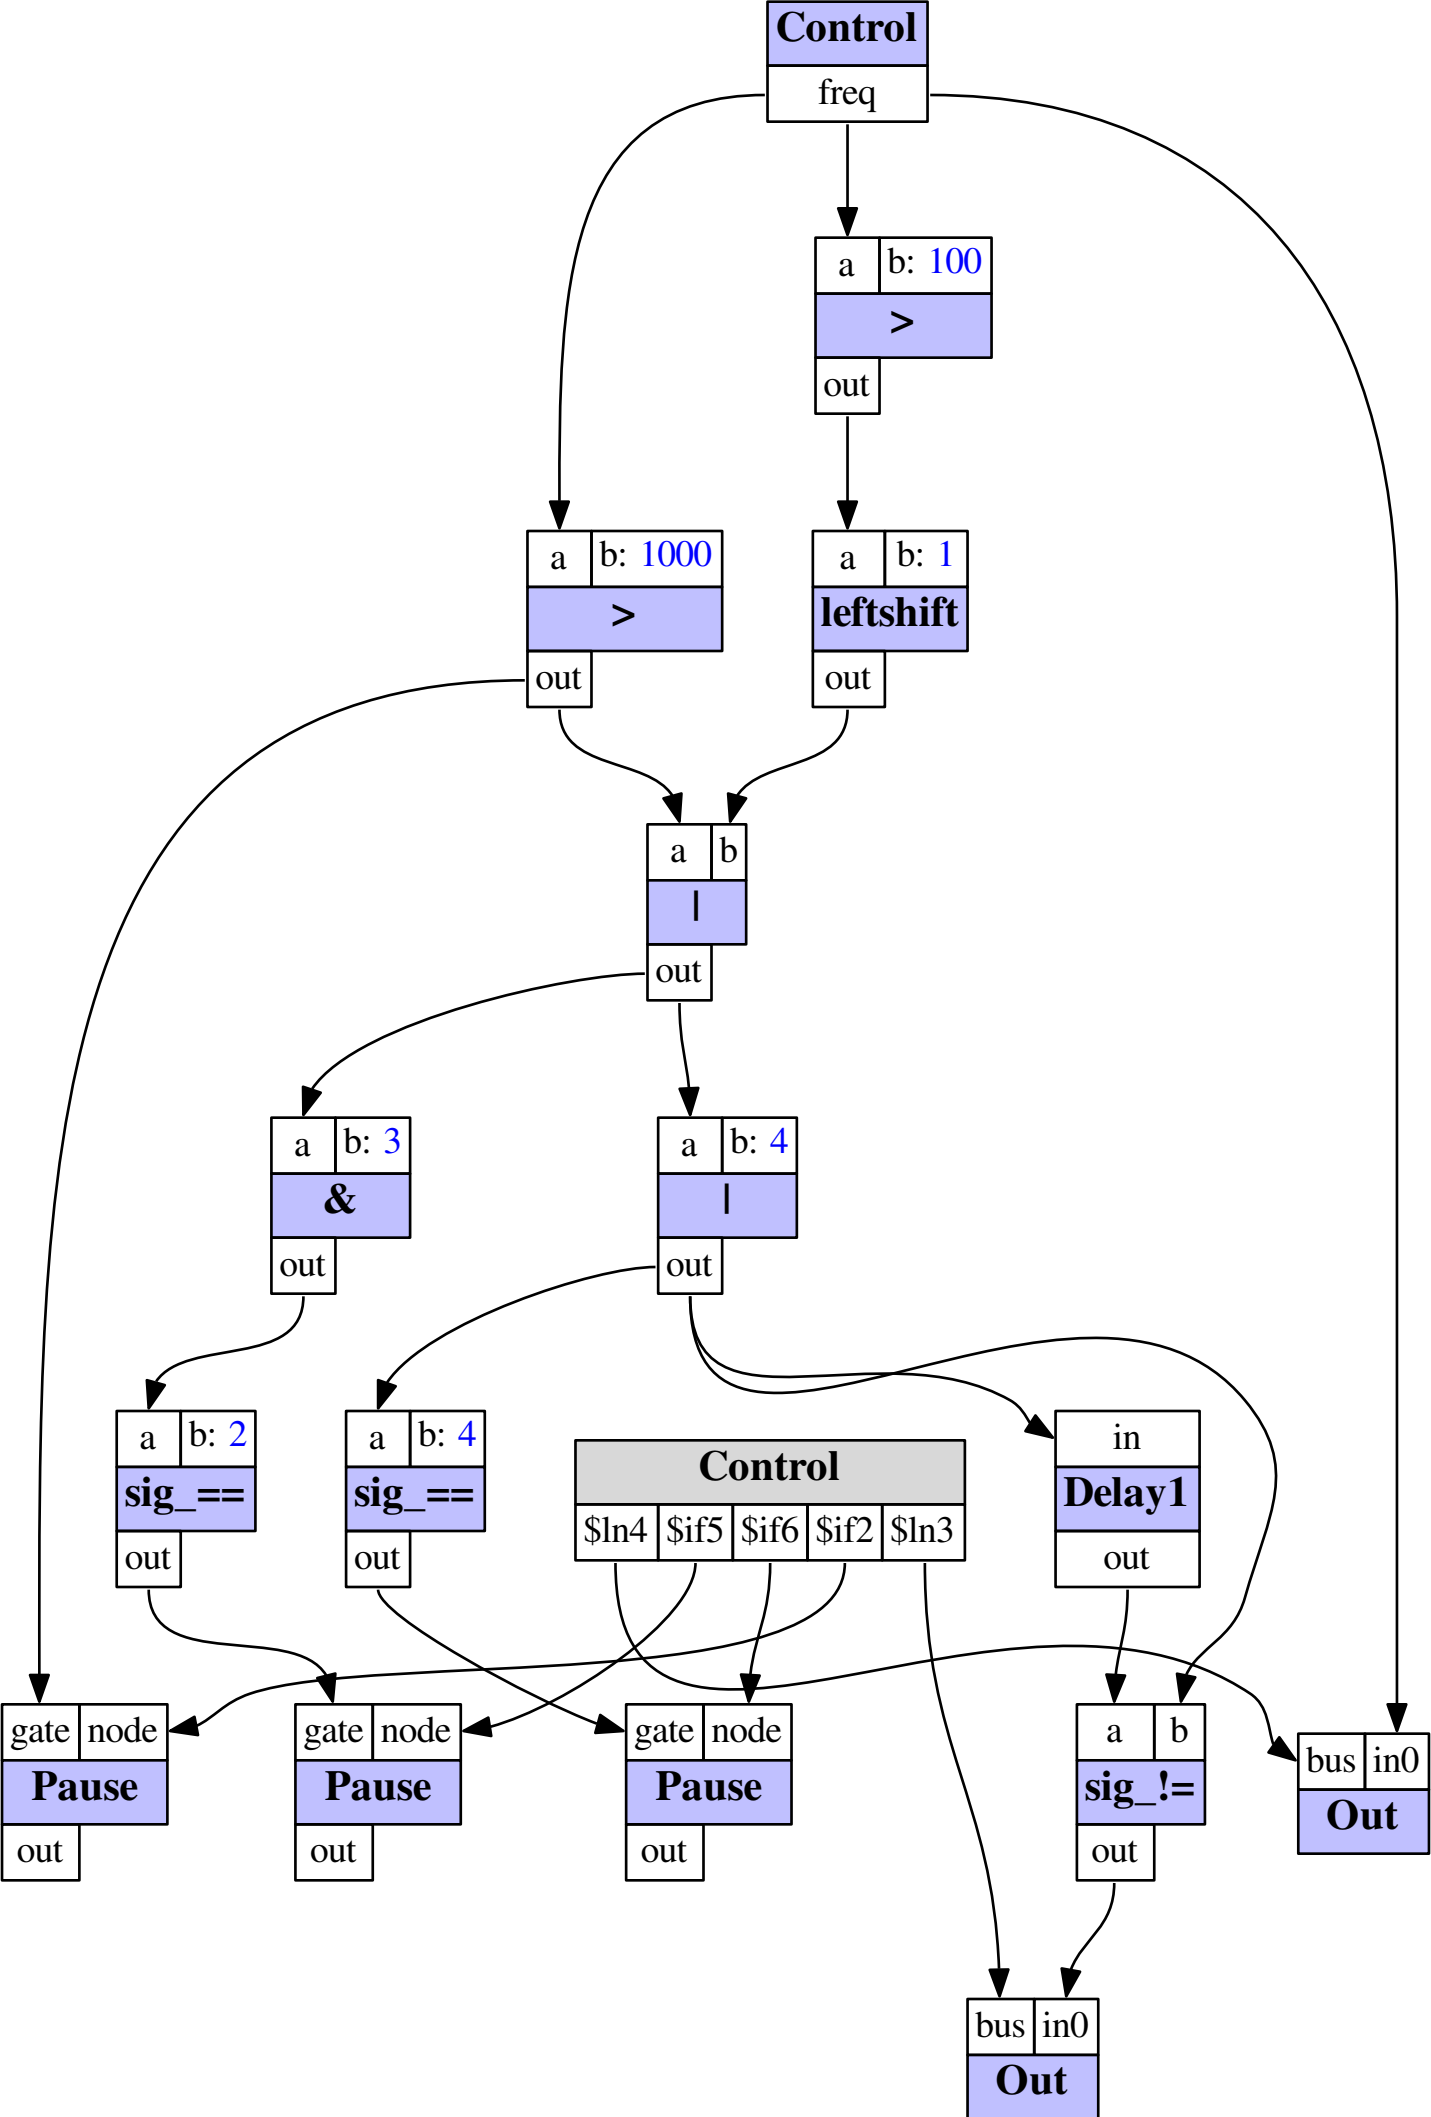 Control
freq
a b: 100
>
out
a b: 1000
>
out
a b: 1
leftshift
out
a b
|
out
a b: 3
&
out
a b: 4
|
out
a b: 2
sig_==
out
a b: 4
sig_==
out
Control
$ln4 $if5 $if6 $if2 $ln3
in
Delay1
out
gate node
Pause
out
gate node
Pause
out
gate node
Pause
out
a b
sig_!=
out
bus in0
Out
bus in0
Out